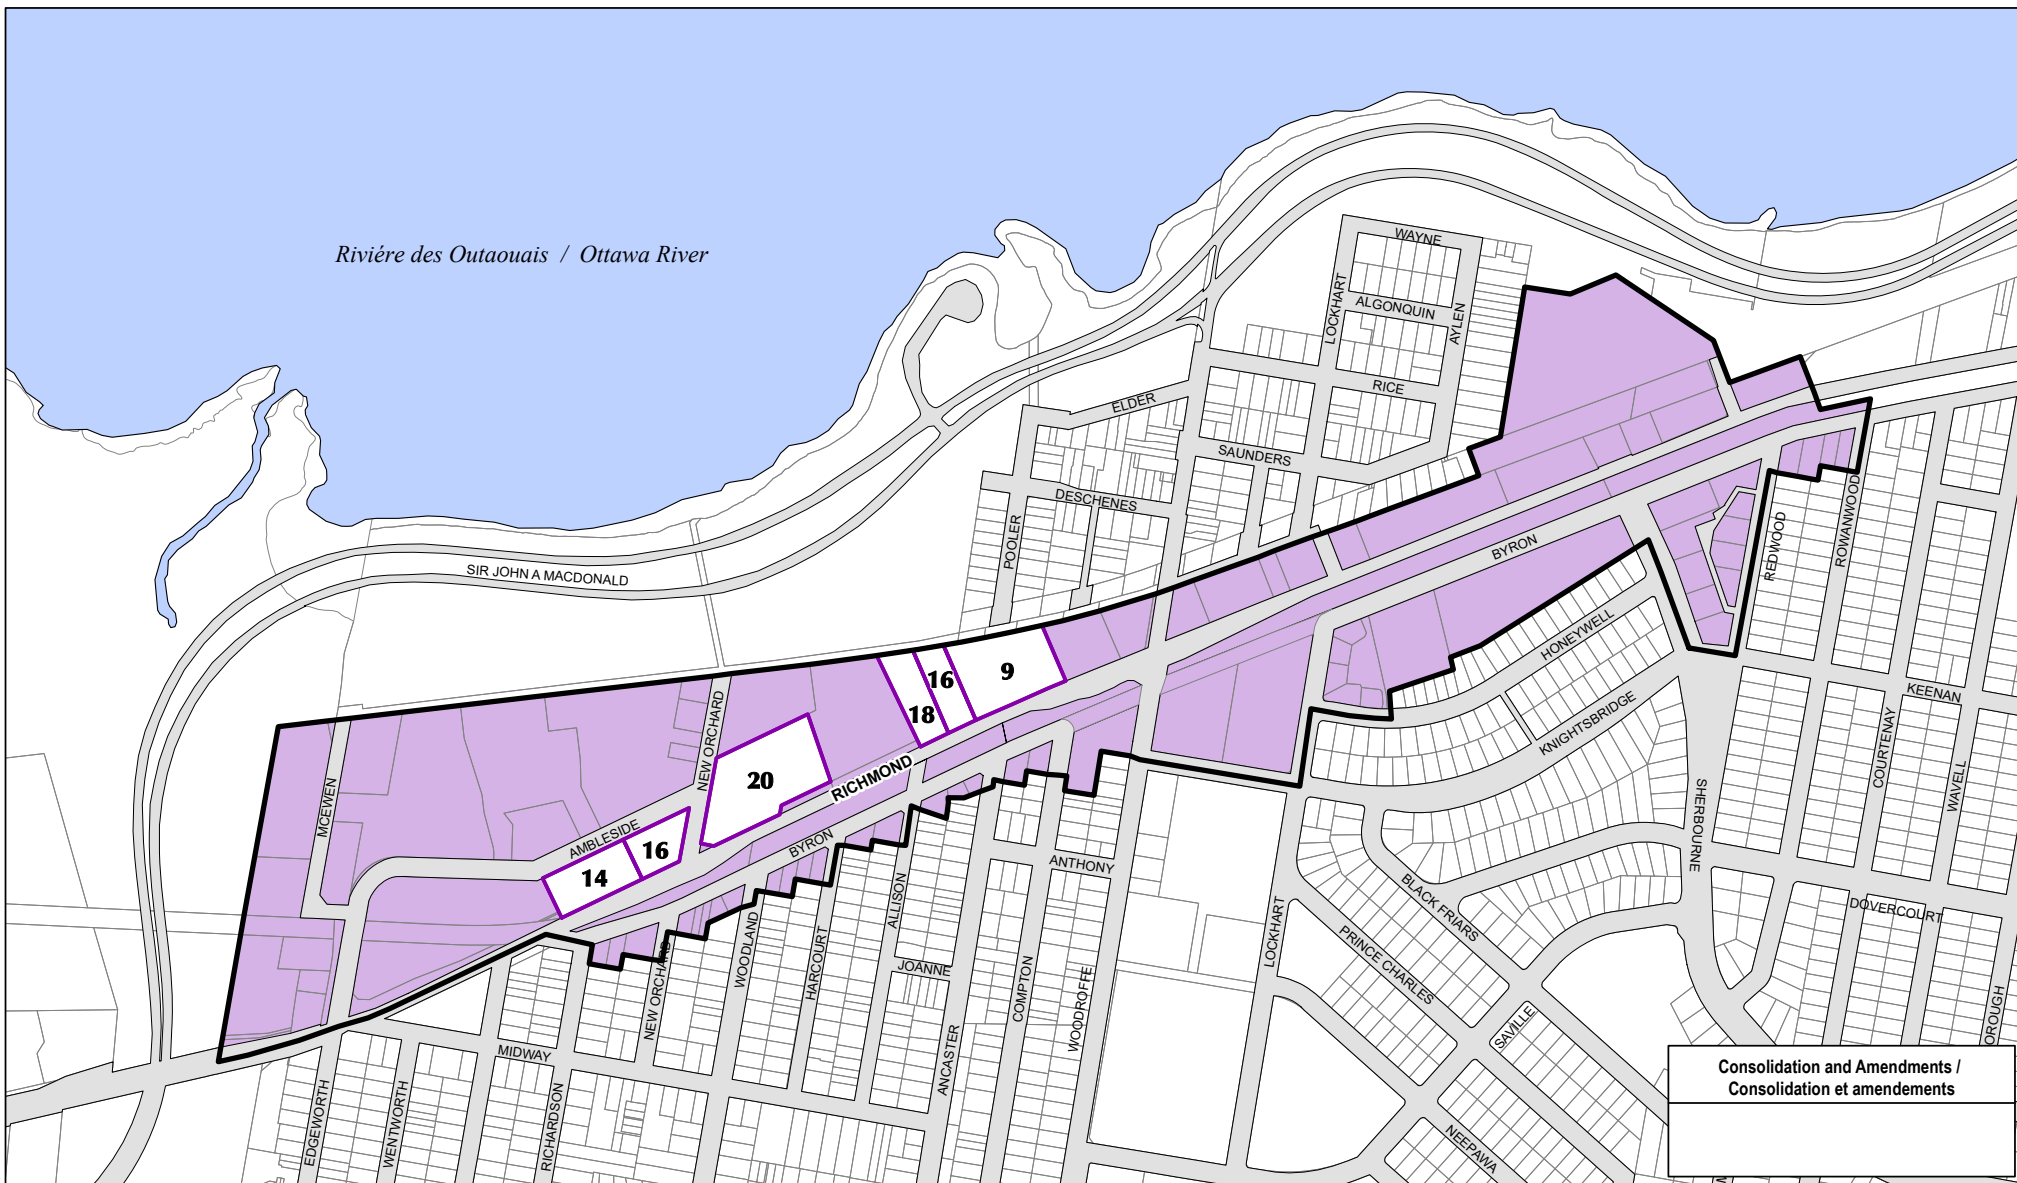 Riviére des Outaouais / Ottawa River
WAYNE
LOCKHART
ALGONQUIN
AYLEN
RICE
ELDER
SAUNDERS
DESCHENES
POOLER
SIR JOHN A MACDONALD
BYRON
REDWOOD
ROWANWOOD
HONEYWELL
KNIGHTSBRIDGE
KEENAN
COURTENAY
WAVELL
SHERBOURNE
DOVERCOURT
9
16
18
NEW ORCHARD
20
RICHMOND
MCEWEN
AMBLESIDE
16
14
BYRON
ANTHONY
ALLISON
BLACK FRIARS
LOCKHART
PRINCE CHARLES
WOODLAND
HARCOURT
NEW ORCHARD
JOANNE
COMPTON
WOODROFFE
ANCASTER
SAVILLE
OROUGH
MIDWAY
EDGEWORTH
WENTWORTH
RICHARDSON
NEEPAWA
Consolidation and Amendments /
Consolidation et amendements